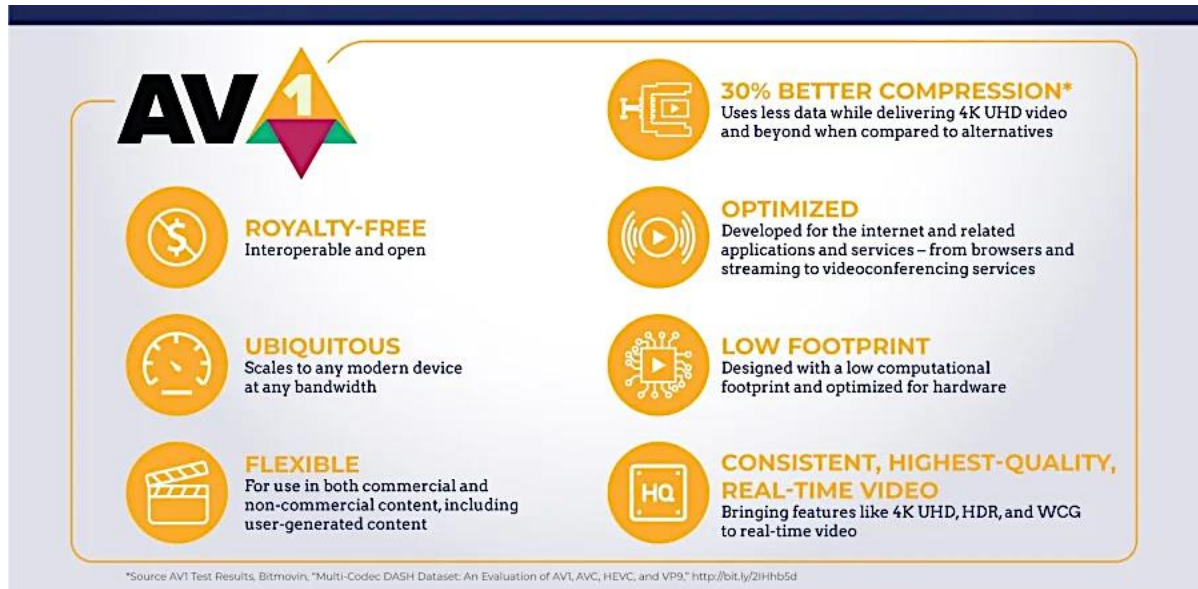 AV1
ROYALTY-FREE
Interoperable and open
UBIQUITOUS
Scales to any modern device
at any bandwidth
FLEXIBLE
For use in both commercial and
non-commercial content, including
user-generated content
30% BETTER COMPRESSION*
Uses less data while delivering 4K UHD video
and beyond when compared to alternatives
OPTIMIZED
Developed for the internet and related
applications and services – from browsers and
streaming to videoconferencing services
LOW FOOTPRINT
Designed with a low computational
footprint and optimized for hardware
HQ
CONSISTENT, HIGHEST-QUALITY,
REAL-TIME VIDEO
Bringing features like 4K UHD, HDR, and WCG
to real-time video
*Source AV1 Test Results, Bitmovin, “Multi-Codec DASH Dataset: An Evaluation of AV1, AVC, HEVC, and VP9,” http://bit.ly/2IHhb5d